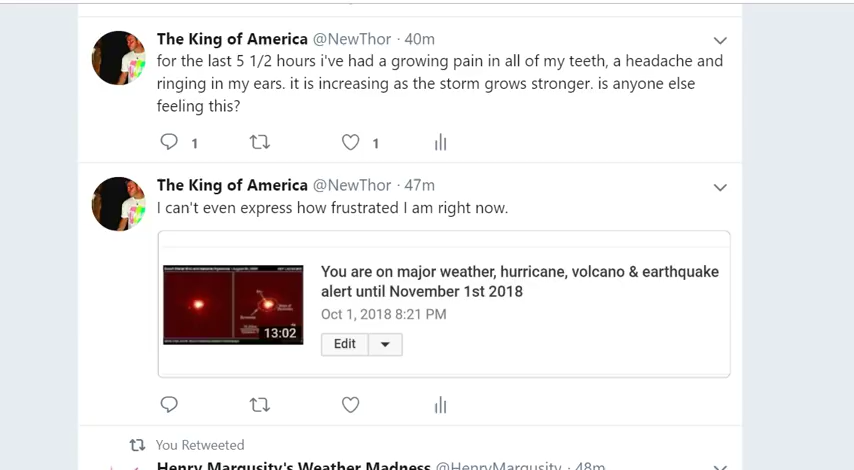 The King of America @NewThor · 40m
for the last 5 1/2 hours i've had a growing pain in all of my teeth, a headache and
ringing in my ears. it is increasing as the storm grows stronger. is anyone else
feeling this?
1 1
The King of America @NewThor · 47m
I can't even express how frustrated I am right now.
You are on major weather, hurricane, volcano & earthquake
alert until November 1st 2018
Oct 1, 2018 8:21 PM
13:02
Edit
You Retweeted
Henry Margusity's Weather Madness @HenryMargusity · 48m